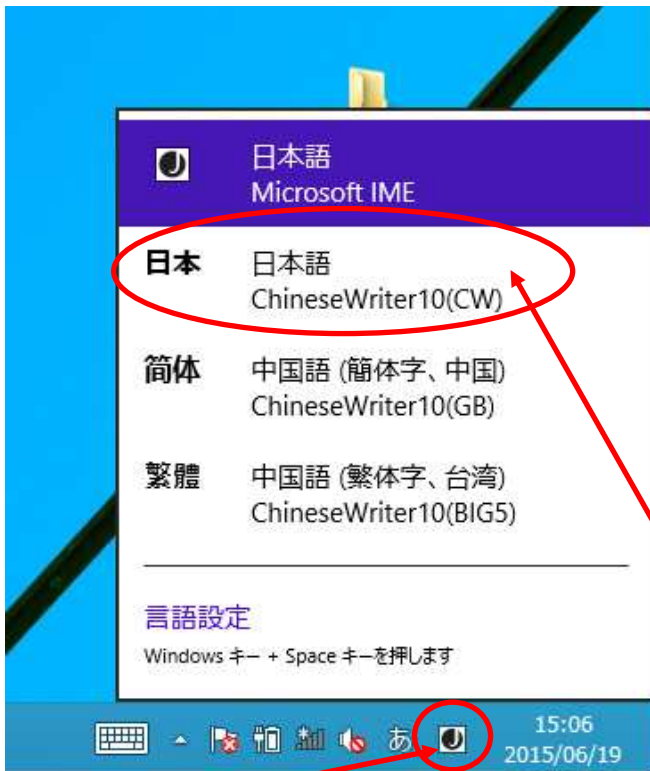 日本語
Microsoft IME
日本
日本語
ChineseWriter10(CW)
简体
中国語 (簡体字、中国)
ChineseWriter10(GB)
繁體
中国語 (繁体字、台湾)
ChineseWriter10(BIG5)
言語設定
Windows キー + Space キーを押します
あ
15:06
2015/06/19